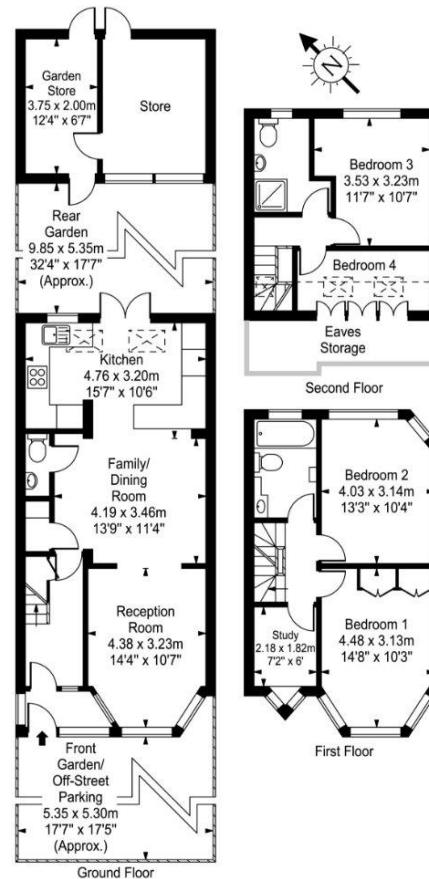 Garden
Store
3.75 x 2.00m
12'4" x 6'7"
Store
Rear
Garden
9.85 x 5.35m
32'4" x 17'7"
(Approx.)
Kitchen
4.76 x 3.20m
15'7" x 10'6"
Family/
Dining
Room
4.19 x 3.46m
13'9" x 11'4"
Reception
Room
4.38 x 3.23m
14'4" x 10'7"
Front
Garden/
Off-Street
Parking
5.35 x 5.30m
17'7" x 17'5"
(Approx.)
Ground Floor
N
Bedroom 3
3.53 x 3.23m
11'7" x 10'7"
Bedroom 4
Eaves
Storage
Second Floor
Bedroom 2
4.03 x 3.14m
13'3" x 10'4"
Bedroom 1
4.48 x 3.13m
14'8" x 10'3"
Study
2.18 x 1.82m
7'2" x 6'
First Floor